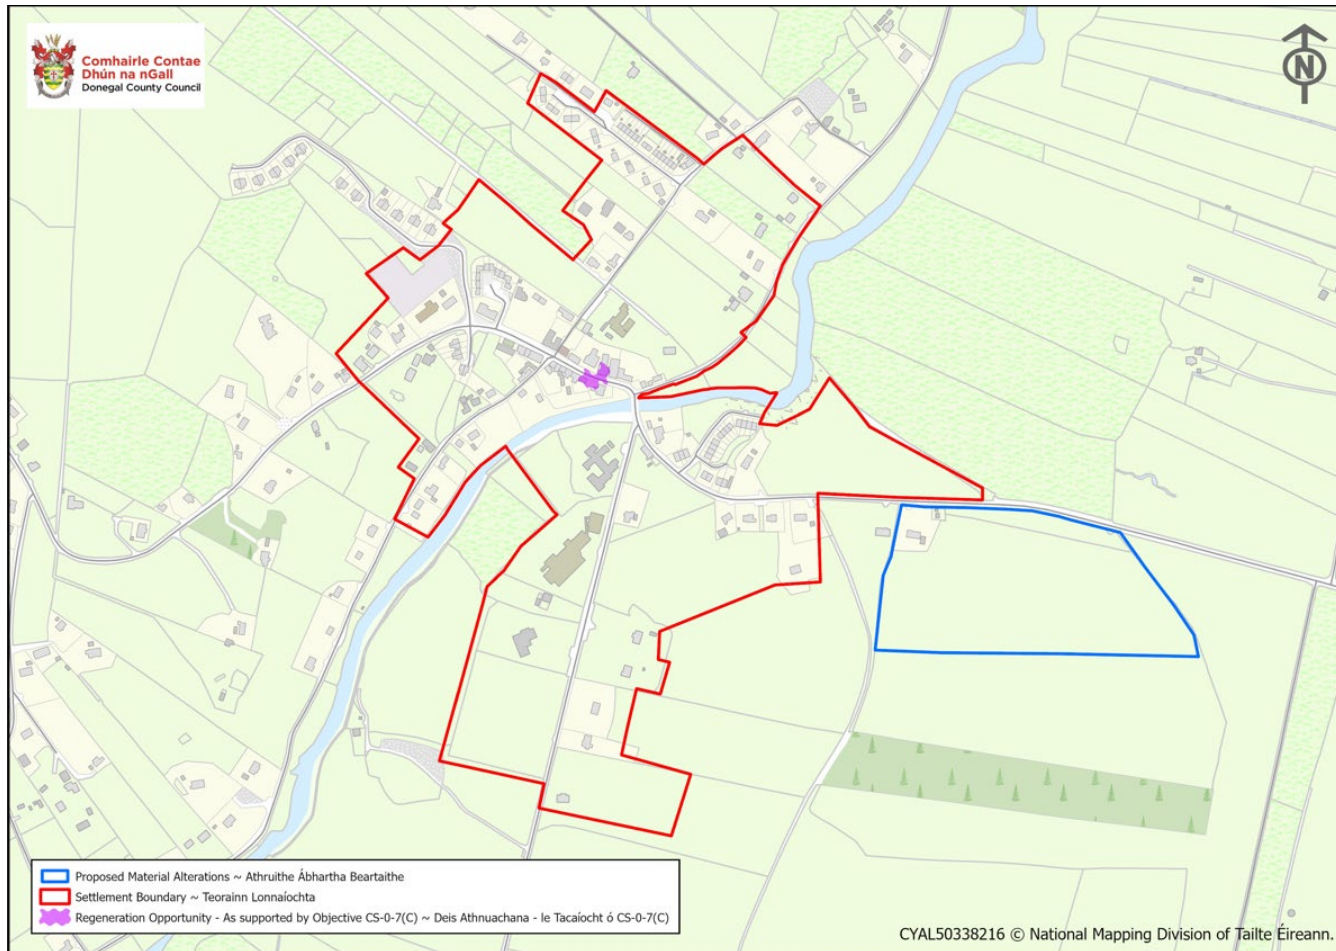 Comhairle Contae
Dhún na nGall
Donegal County Council
N
Proposed Material Alterations ~ Athruithe Ábhartha Beartaithe
Settlement Boundary ~ Teorainn Lonnaíochta
Regeneration Opportunity - As supported by Objective CS-0-7(C) ~ Deis Athnuachana - le Tacaíocht ó CS-0-7(C)
CYAL50338216 © National Mapping Division of Tailte Éireann.